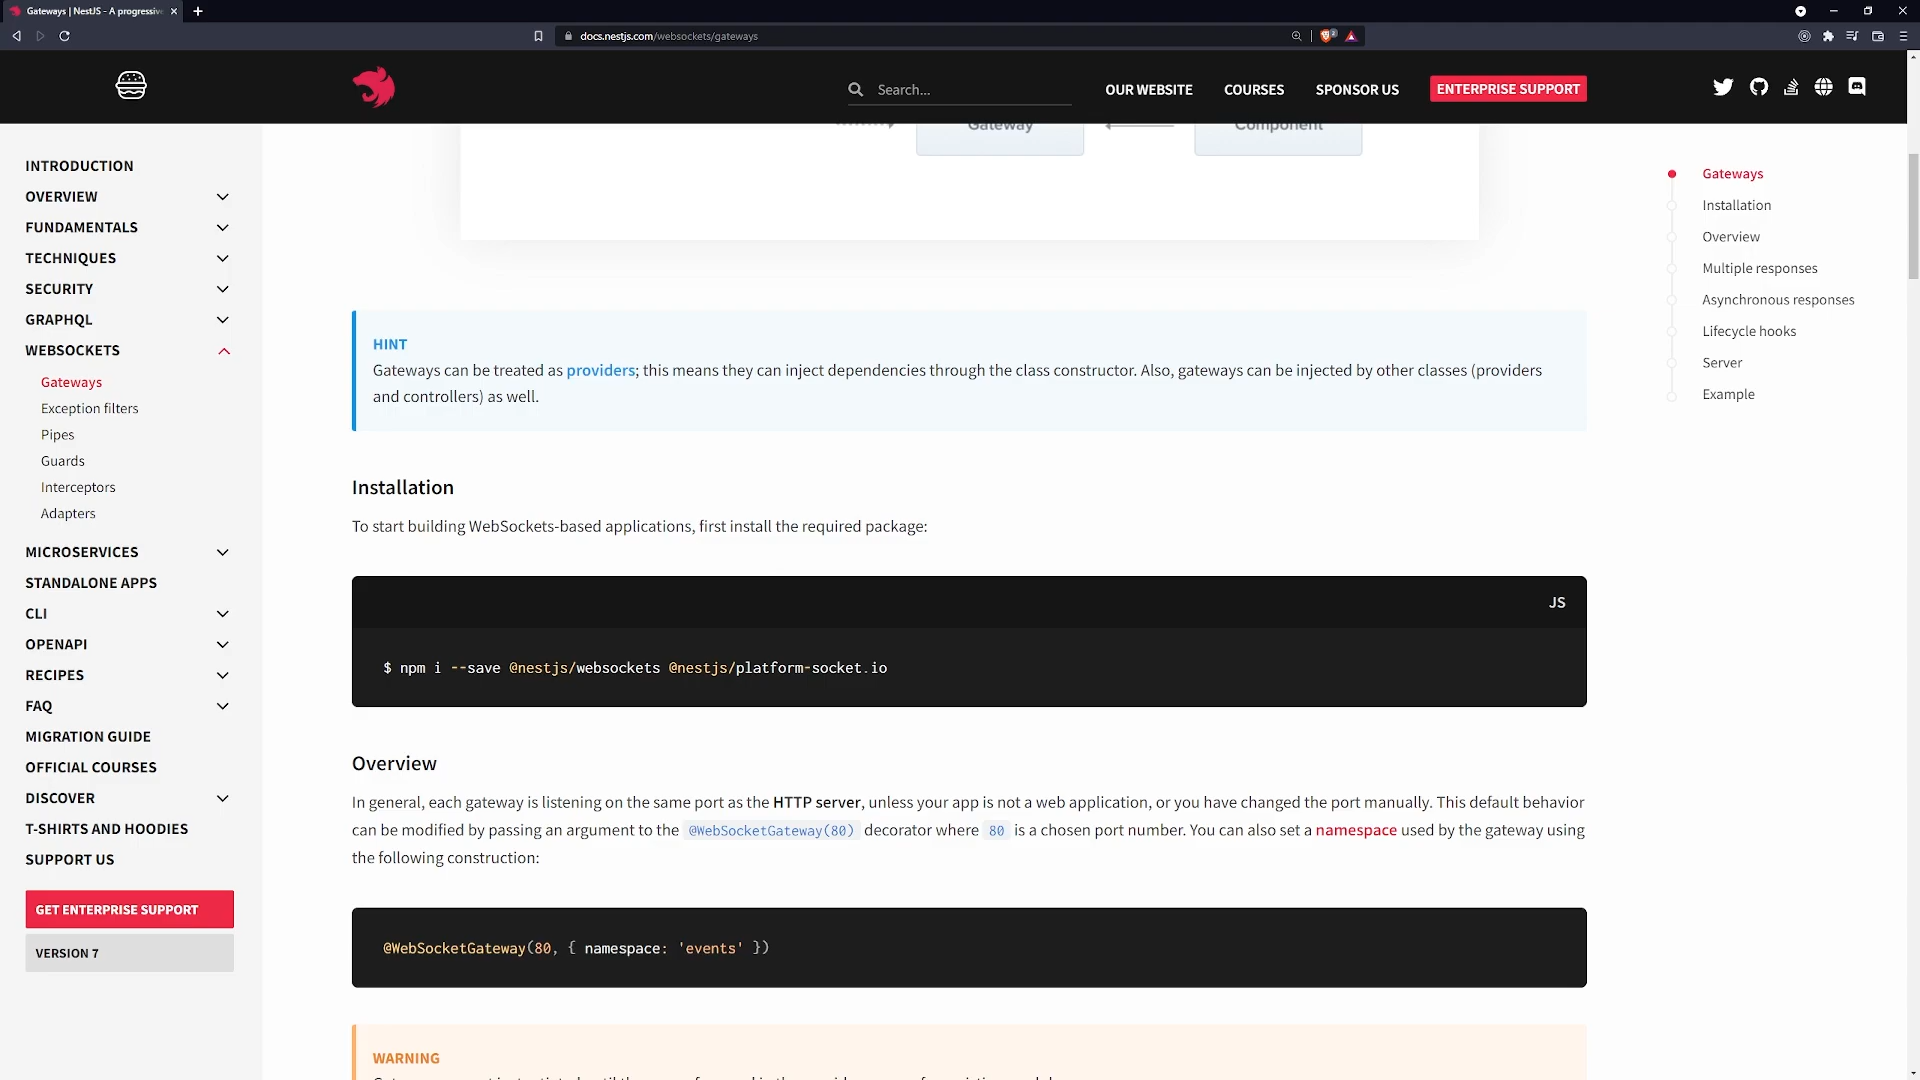 Gateways | NestJS - A progressive
docs.nestjs.com/websockets/gateways
Search...
OUR WEBSITE
COURSES
SPONSOR US
ENTERPRISE SUPPORT
INTRODUCTION
OVERVIEW
FUNDAMENTALS
TECHNIQUES
SECURITY
GRAPHQL
WEBSOCKETS
Gateways
Exception filters
Pipes
Guards
Interceptors
Adapters
MICROSERVICES
STANDALONE APPS
CLI
OPENAPI
RECIPES
FAQ
MIGRATION GUIDE
OFFICIAL COURSES
DISCOVER
T-SHIRTS AND HOODIES
SUPPORT US
GET ENTERPRISE SUPPORT
VERSION 7
Gateway
Component
HINT
Gateways can be treated as providers; this means they can inject dependencies through the class constructor. Also, gateways can be injected by other classes (providers
and controllers) as well.
Installation
To start building WebSockets-based applications, first install the required package:
JS
$ npm i --save @nestjs/websockets @nestjs/platform-socket.io
Overview
In general, each gateway is listening on the same port as the HTTP server, unless your app is not a web application, or you have changed the port manually. This default behavior
can be modified by passing an argument to the @WebSocketGateway(80) decorator where 80 is a chosen port number. You can also set a namespace used by the gateway using
the following construction:
@WebSocketGateway(80, { namespace: 'events' })
WARNING
Gateways
Installation
Overview
Multiple responses
Asynchronous responses
Lifecycle hooks
Server
Example